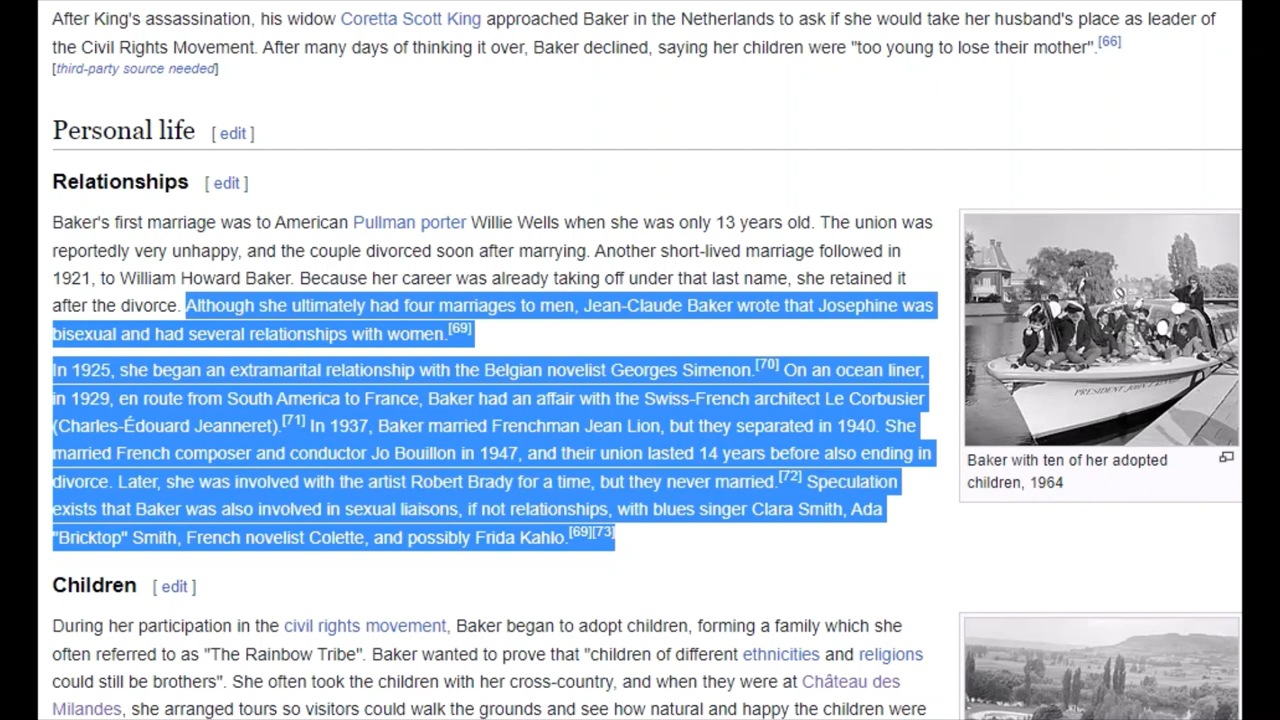 After King's assassination, his widow Coretta Scott King approached Baker in the Netherlands to ask if she would take her husband's place as leader of
the Civil Rights Movement. After many days of thinking it over, Baker declined, saying her children were "too young to lose their mother".[66]
[third-party source needed]
Personal life [ edit ]
Relationships [ edit ]
Baker's first marriage was to American Pullman porter Willie Wells when she was only 13 years old. The union was
reportedly very unhappy, and the couple divorced soon after marrying. Another short-lived marriage followed in
1921, to William Howard Baker. Because her career was already taking off under that last name, she retained it
after the divorce. Although she ultimately had four marriages to men, Jean-Claude Baker wrote that Josephine was
bisexual and had several relationships with women.[69]
In 1925, she began an extramarital relationship with the Belgian novelist Georges Simenon.[70] On an ocean liner,
in 1929, en route from South America to France, Baker had an affair with the Swiss-French architect Le Corbusier
(Charles-Édouard Jeanneret).[71] In 1937, Baker married Frenchman Jean Lion, but they separated in 1940. She
married French composer and conductor Jo Bouillon in 1947, and their union lasted 14 years before also ending in
divorce. Later, she was involved with the artist Robert Brady for a time, but they never married.[72] Speculation
exists that Baker was also involved in sexual liaisons, if not relationships, with blues singer Clara Smith, Ada
"Bricktop" Smith, French novelist Colette, and possibly Frida Kahlo.[69][73]
PRESIDENT JOHN
Baker with ten of her adopted
children, 1964
Children [ edit ]
During her participation in the civil rights movement, Baker began to adopt children, forming a family which she
often referred to as "The Rainbow Tribe". Baker wanted to prove that "children of different ethnicities and religions
could still be brothers". She often took the children with her cross-country, and when they were at Château des
Milandes, she arranged tours so visitors could walk the grounds and see how natural and happy the children were